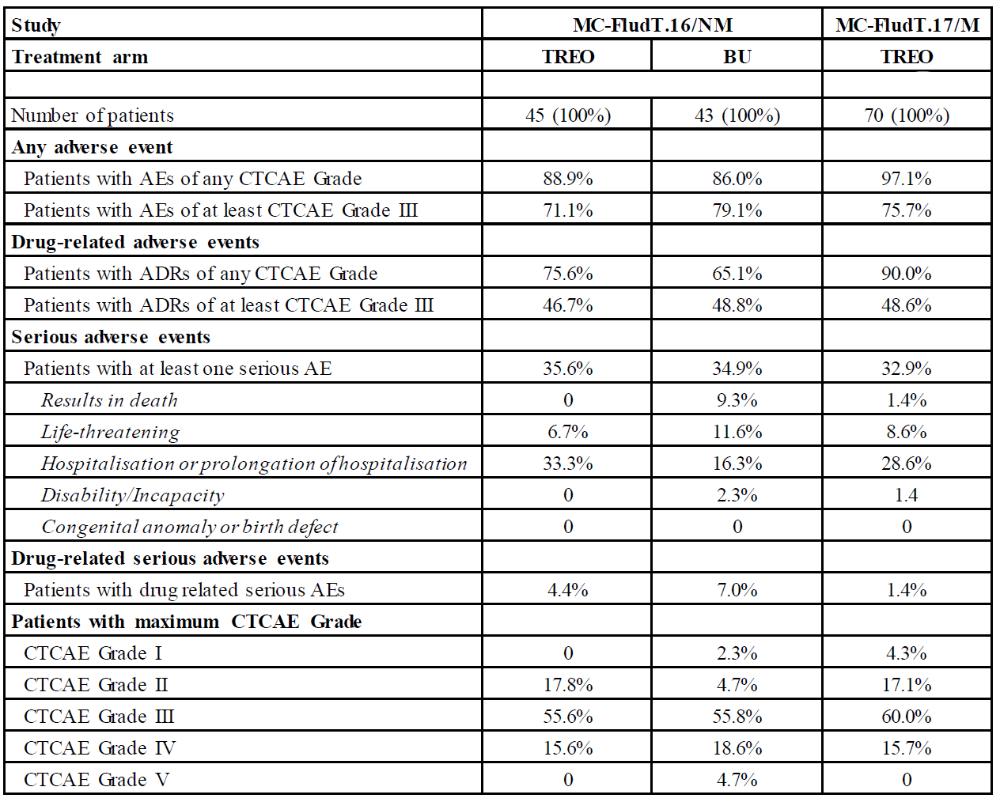 Study MC-FludT.16/NM MC-FludT.17/M
Treatment arm TREO BU TREO
Number of patients 45 (100%) 43 (100%) 70 (100%)
Any adverse event
Patients with AEs of any CTCAE Grade 88.9% 86.0% 97.1%
Patients with AEs of at least CTCAE Grade III 71.1% 79.1% 75.7%
Drug-related adverse events
Patients with ADRs of any CTCAE Grade 75.6% 65.1% 90.0%
Patients with ADRs of at least CTCAE Grade III 46.7% 48.8% 48.6%
Serious adverse events
Patients with at least one serious AE 35.6% 34.9% 32.9%
Results in death 0 9.3% 1.4%
Life-threatening 6.7% 11.6% 8.6%
Hospitalisation or prolongation of hospitalisation 33.3% 16.3% 28.6%
Disability/Incapacity 0 2.3% 1.4
Congenital anomaly or birth defect 0 0 0
Drug-related serious adverse events
Patients with drug related serious AEs 4.4% 7.0% 1.4%
Patients with maximum CTCAE Grade
CTCAE Grade I 0 2.3% 4.3%
CTCAE Grade II 17.8% 4.7% 17.1%
CTCAE Grade III 55.6% 55.8% 60.0%
CTCAE Grade IV 15.6% 18.6% 15.7%
CTCAE Grade V 0 4.7% 0